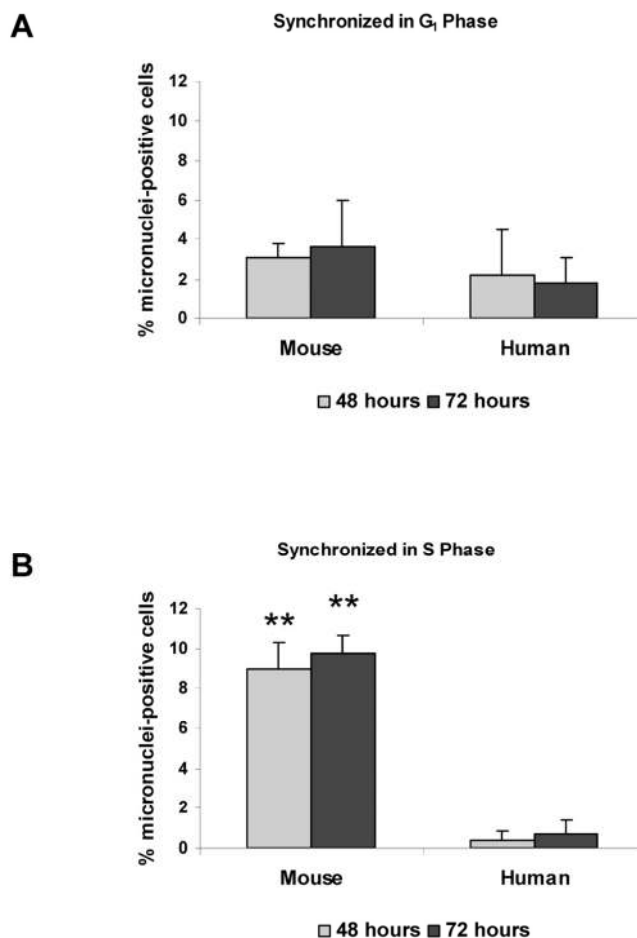 A
Synchronized in G₁ Phase
% micronuclei-positive cells
12
10
8
6
4
2
0
Mouse Human
48 hours 72 hours
B
Synchronized in S Phase
% micronuclei-positive cells
12
10
8
6
4
2
0
** **
Mouse Human
48 hours 72 hours